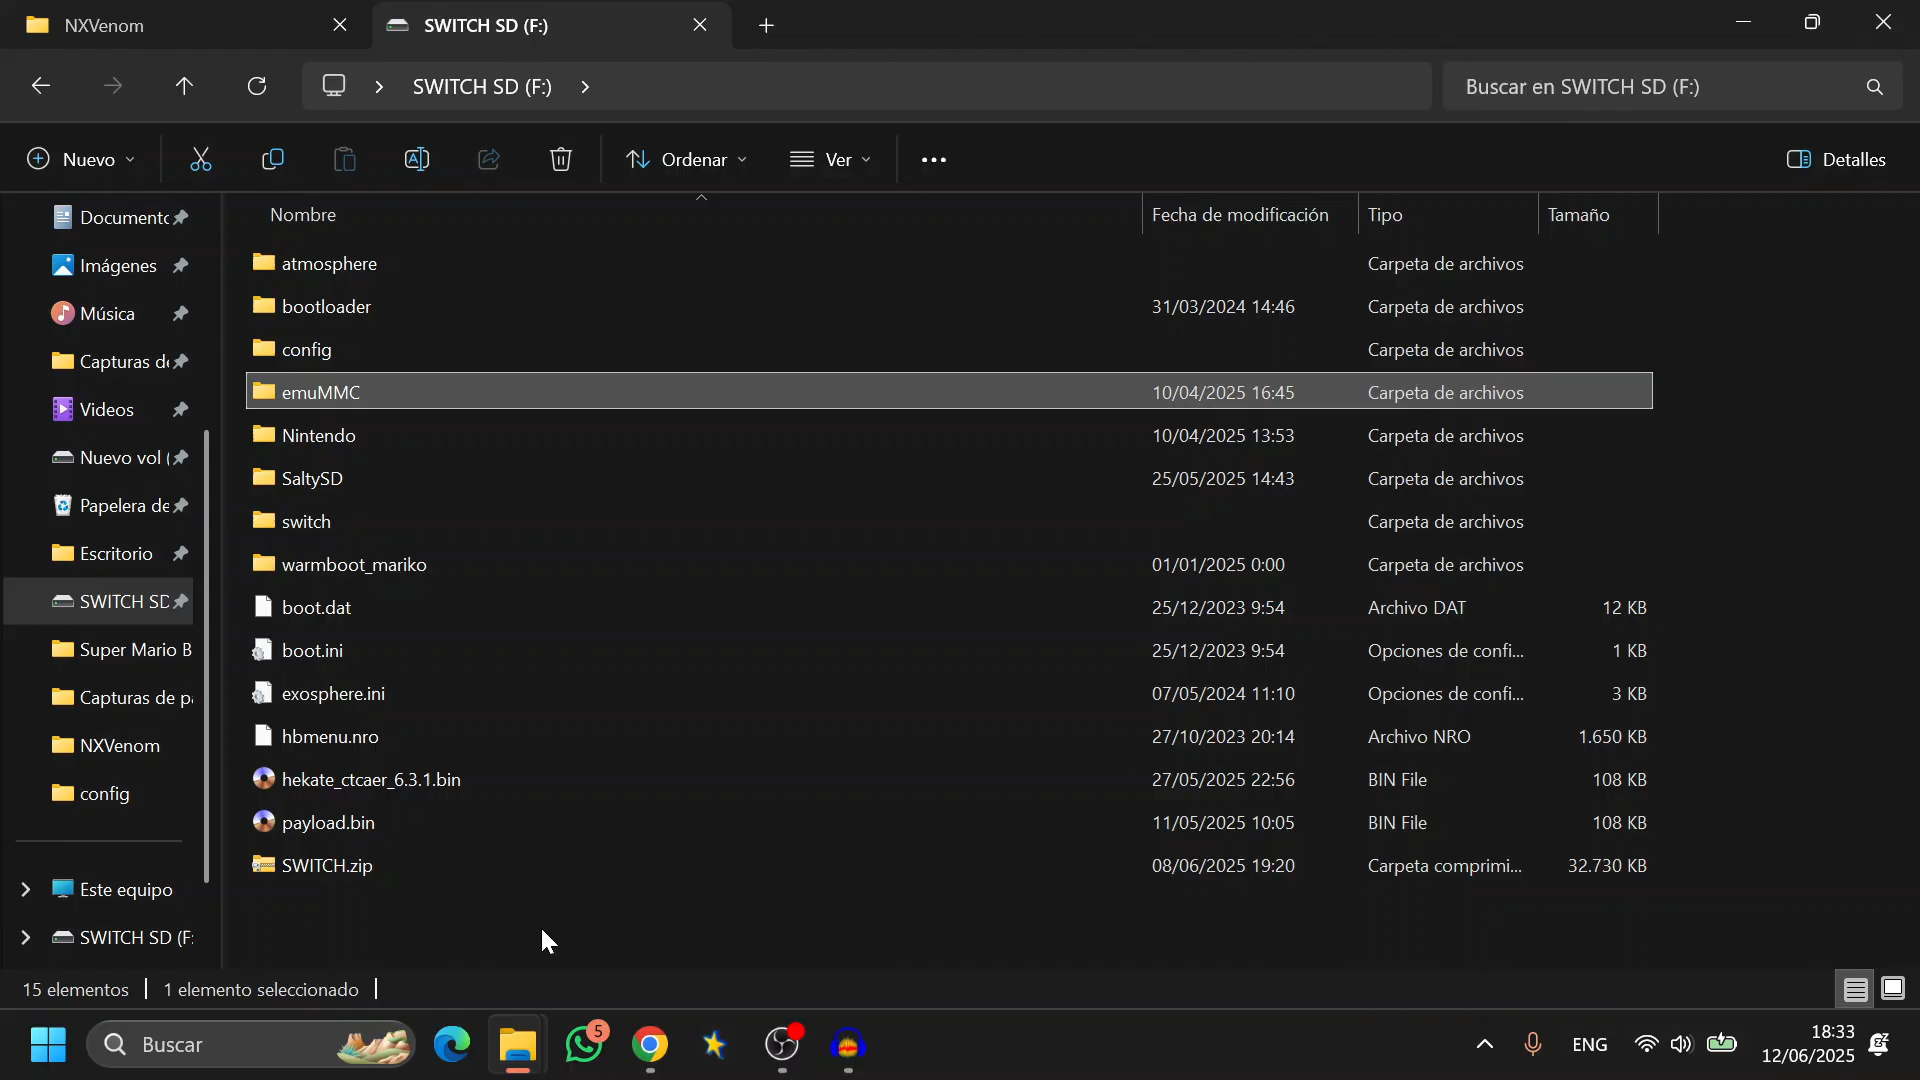 NXVenom
SWITCH SD (F:)
SWITCH SD (F:)
Buscar en SWITCH SD (F:)
Nuevo
Ordenar
Ver
Detalles
Nombre
Fecha de modificación
Tipo
Tamaño
Documentc
Imágenes
Música
Capturas de
Videos
Nuevo vol (
Papelera de
Escritorio
SWITCH SD
Super Mario B
Capturas de pa
NXVenom
config
Este equipo
SWITCH SD (F:
atmosphere Carpeta de archivos
bootloader 31/03/2024 14:46 Carpeta de archivos
config Carpeta de archivos
emuMMC 10/04/2025 16:45 Carpeta de archivos
Nintendo 10/04/2025 13:53 Carpeta de archivos
SaltySD 25/05/2025 14:43 Carpeta de archivos
switch Carpeta de archivos
warmboot_mariko 01/01/2025 0:00 Carpeta de archivos
boot.dat 25/12/2023 9:54 Archivo DAT 12 KB
boot.ini 25/12/2023 9:54 Opciones de confi... 1 KB
exosphere.ini 07/05/2024 11:10 Opciones de confi... 3 KB
hbmenu.nro 27/10/2023 20:14 Archivo NRO 1.650 KB
hekate_ctcaer_6.3.1.bin 27/05/2025 22:56 BIN File 108 KB
payload.bin 11/05/2025 10:05 BIN File 108 KB
SWITCH.zip 08/06/2025 19:20 Carpeta comprimi... 32.730 KB
15 elementos
1 elemento seleccionado
Buscar
5
ENG
18:33
12/06/2025